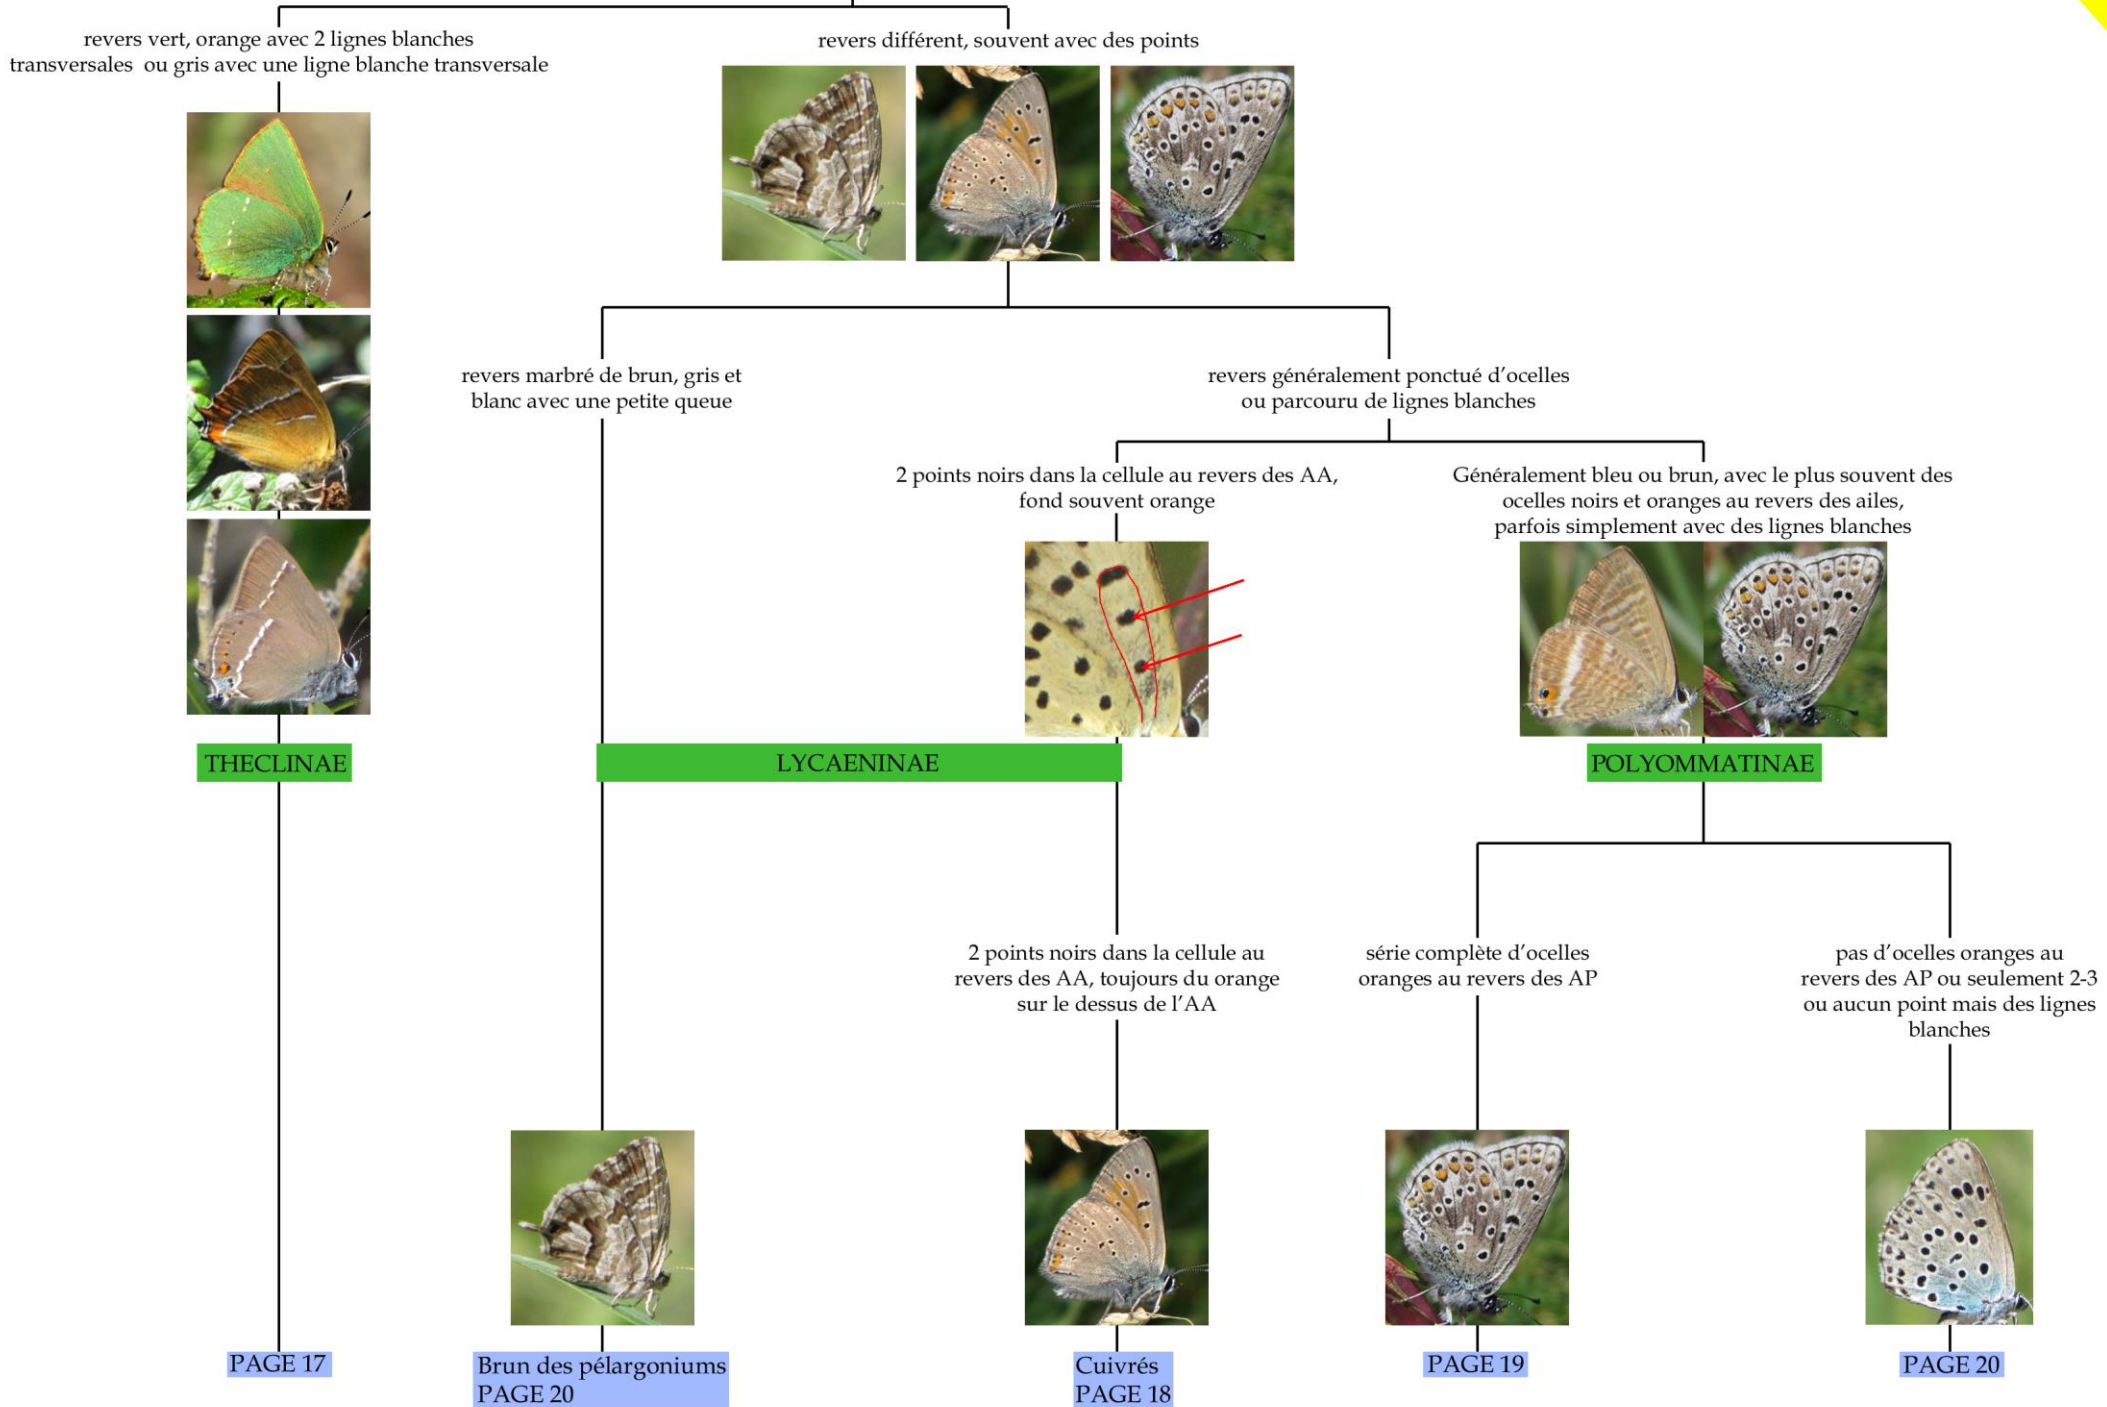 revers vert, orange avec 2 lignes blanches
transversales ou gris avec une ligne blanche transversale
revers différent, souvent avec des points
revers marbré de brun, gris et
blanc avec une petite queue
revers généralement ponctué d'ocelles
ou parcouru de lignes blanches
2 points noirs dans la cellule au revers des AA,
fond souvent orange
Généralement bleu ou brun, avec le plus souvent des
ocelles noirs et oranges au revers des ailes,
parfois simplement avec des lignes blanches
THECLINAE
LYCAENINAE
POLYOMMATINAE
2 points noirs dans la cellule au
revers des AA, toujours du orange
sur le dessus de l'AA
série complète d'ocelles
oranges au revers des AP
pas d'ocelles oranges au
revers des AP ou seulement 2-3
ou aucun point mais des lignes
blanches
PAGE 17
Brun des pélargoniums
PAGE 20
Cuivrés
PAGE 18
PAGE 19
PAGE 20